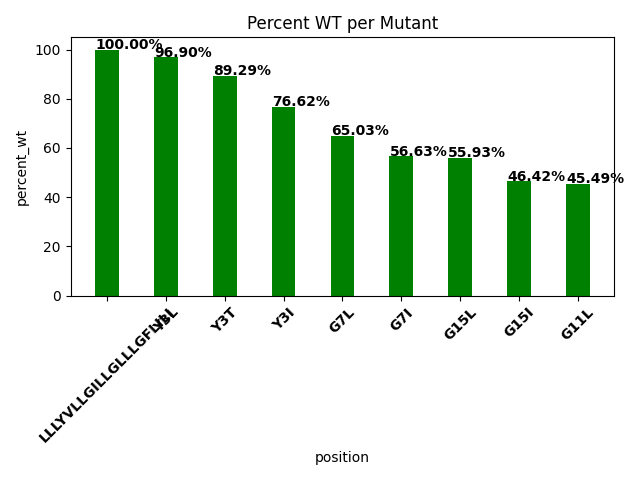 Percent WT per Mutant
100.00%
96.90%
89.29%
76.62%
65.03%
56.63%
55.93%
46.42%
45.49%
100
80
60
40
20
0
percent_wt
Y3L
Y3T
Y3I
G7L
G7I
G15L
G15I
G11L
position